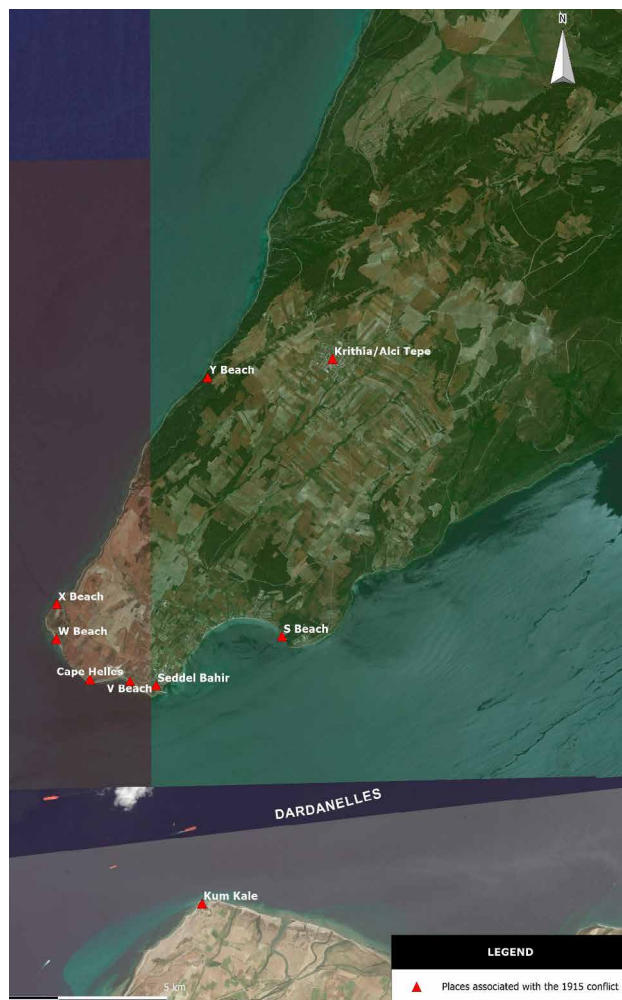 N
Krithia/Alci Tepe
Y Beach
X Beach
W Beach
S Beach
Cape Helles
V Beach
Seddel Bahir
DARDANELLES
Kum Kale
LEGEND
Places associated with the 1915 conflict
5 km